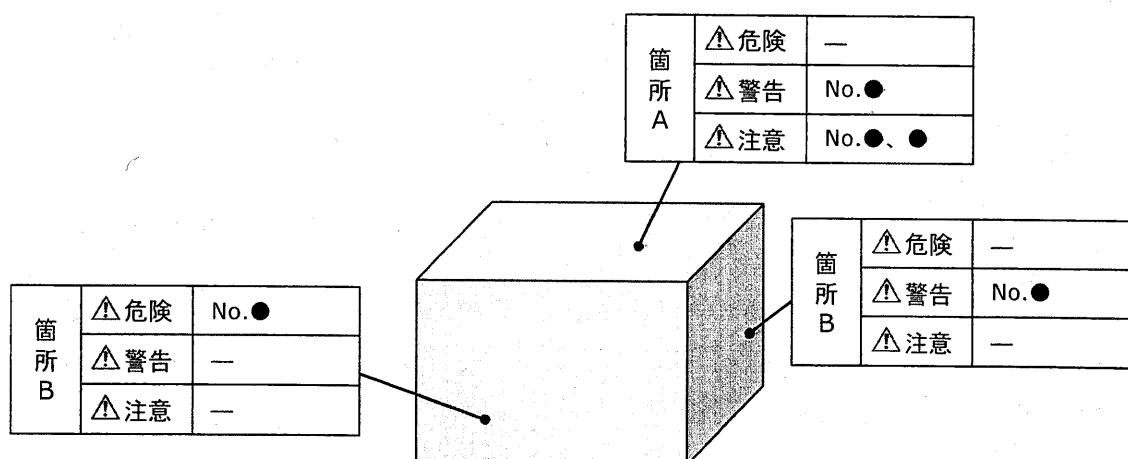 箇所A
⚠危険 —
⚠警告 No.●
⚠注意 No.●、●
箇所B
⚠危険 —
⚠警告 No.●
⚠注意 —
箇所B
⚠危険 No.●
⚠警告 —
⚠注意 —